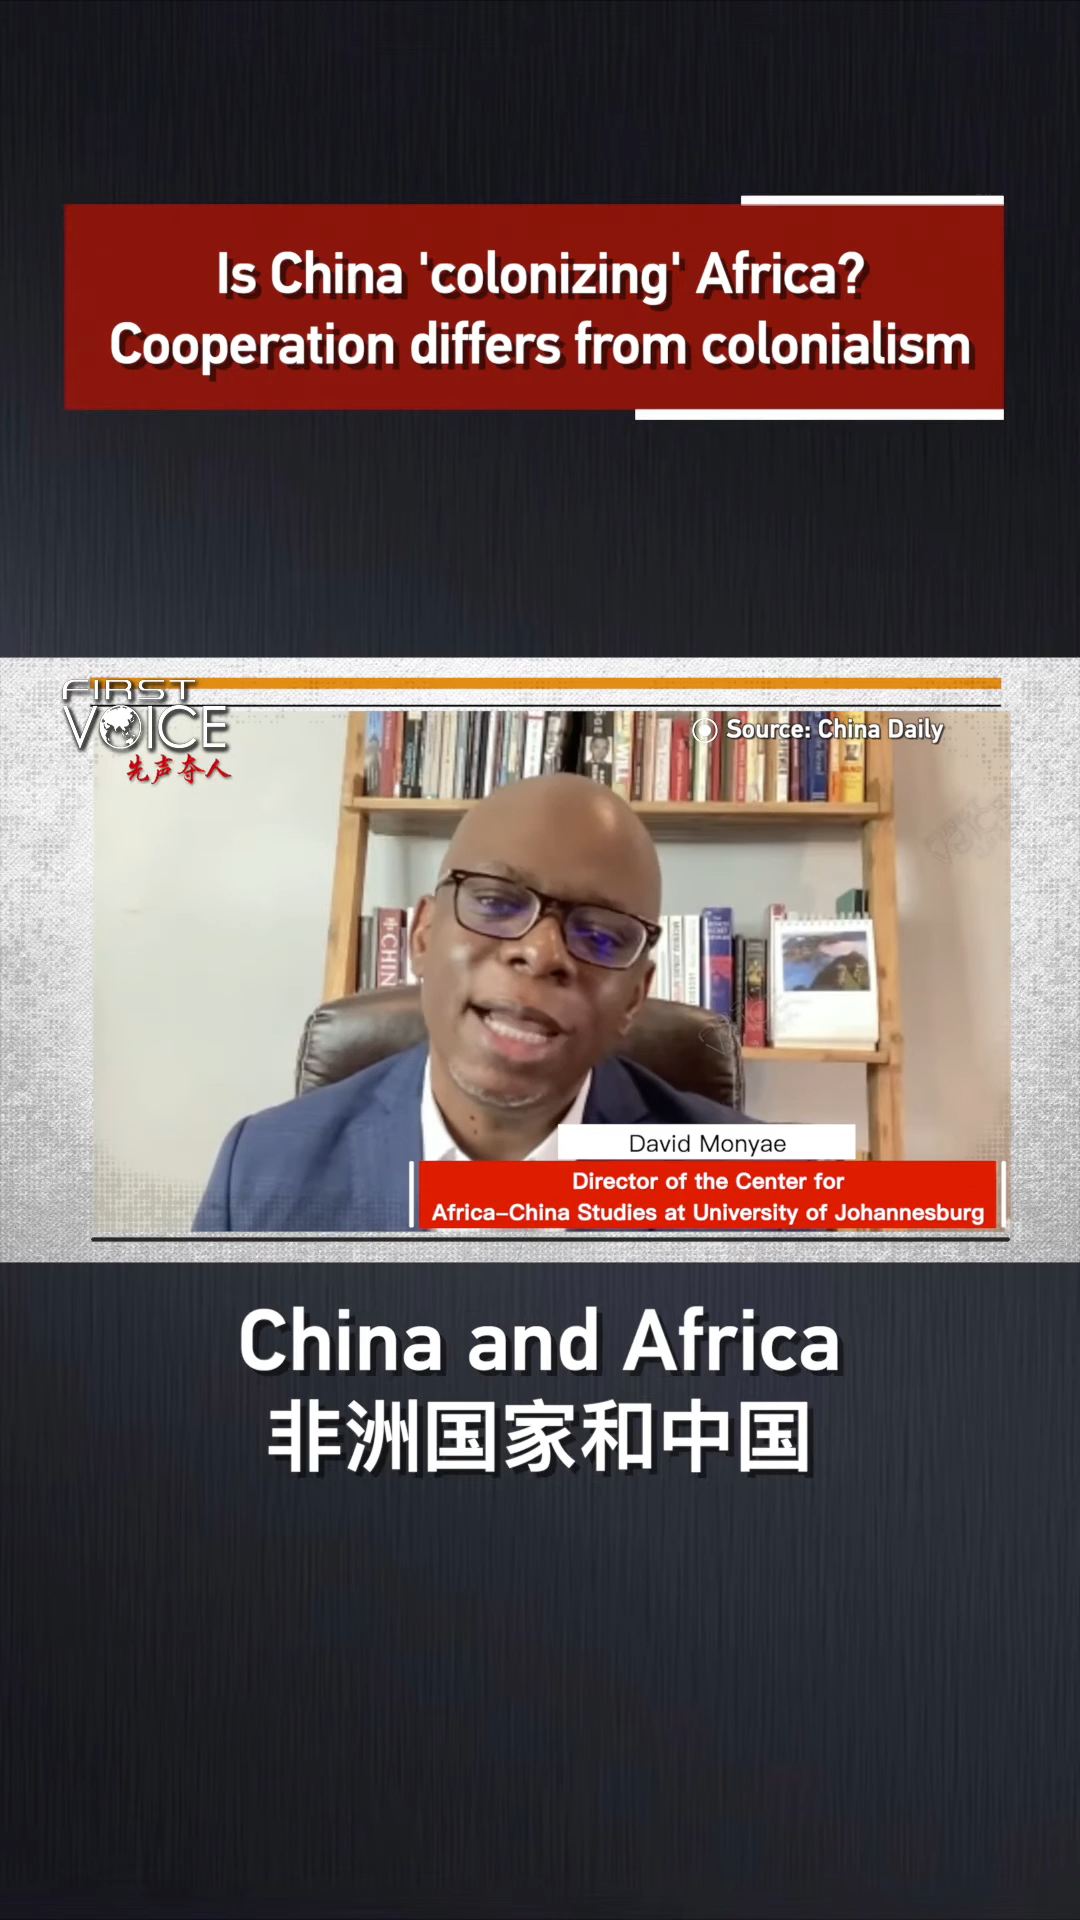 Is China 'colonizing' Africa?
Cooperation differs from colonialism
FIRST
VOICE
先声夺人
Source: China Daily
CHIN
David Monyae
Director of the Center for
Africa-China Studies at University of Johannesburg
China and Africa
非洲国家和中国